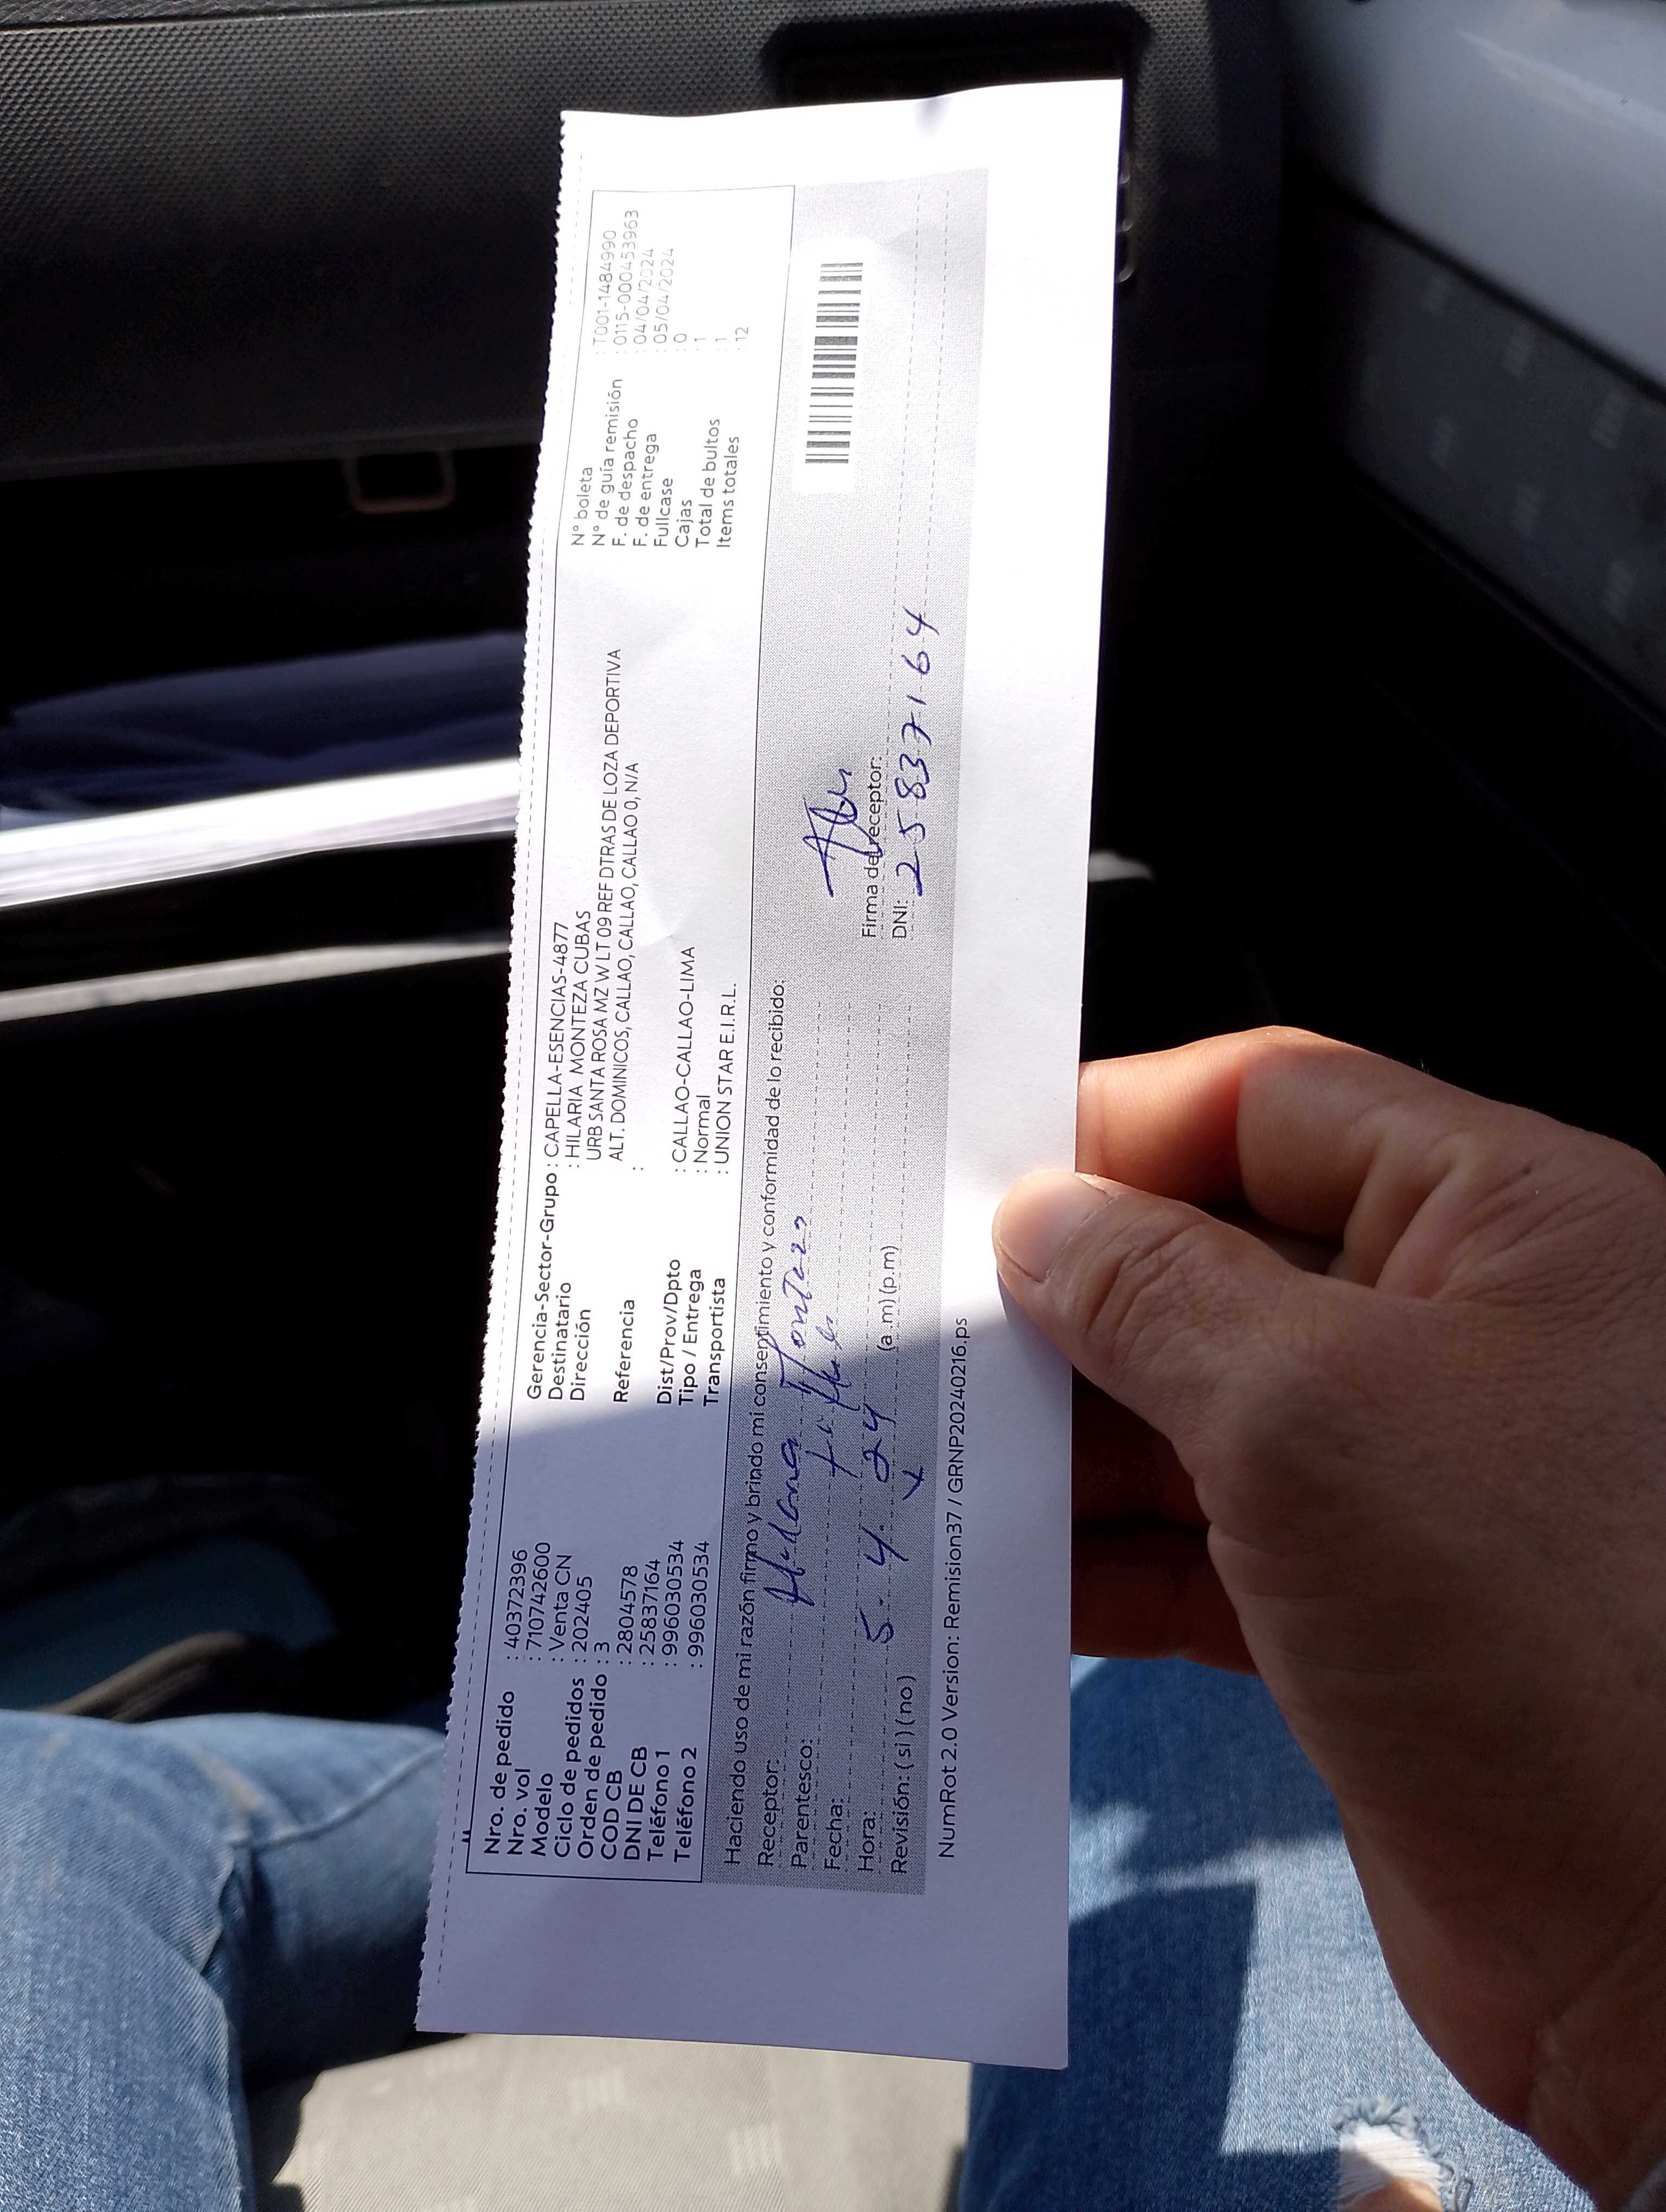 Nro. de pedido : 40372396
Nro. vol : 710742600
Modelo : Venta CN
Ciclo de pedidos : 202405
Orden de pedido : 3
COD CB : 2804578
DNI DE CB : 25837164
Teléfono 1 : 996030534
Teléfono 2 : 996030534
Gerencia-Sector-Grupo : CAPELLA-ESENCIAS-4877
Destinatario : HILARIA MONTEZA CUBAS
Dirección URB SANTA ROSA MZ W LT 09 REF DTRAS DE LOZA DEPORTIVA
ALT. DOMINICOS, CALLAO, CALLAO, CALLAO, CALLAO 0, N/A
Referencia :
Dist/Prov/Dpto : CALLAO-CALLAO-LIMA
Tipo / Entrega : Normal
Transportista : UNION STAR E.I.R.L.
N° boleta : T001-1484990
N° de guía remisión : 0115-000453963
F. de despacho : 04/04/2024
F. de entrega : 05/04/2024
Fullcase : 0
Cajas : 1
Total de bultos : 1
Items totales : 12
Haciendo uso de mi razón firmo y brindo mi consentimiento y conformidad de lo recibido:
Receptor:
Parentesco:
Fecha: 5. 4. 24
Hora: (a .m) (p.m)
Revisión: ( si ) ( no )
Firma del receptor:
DNI: 25837164
NumRot 2.0 Version: Remision37 / GRNP20240216.ps